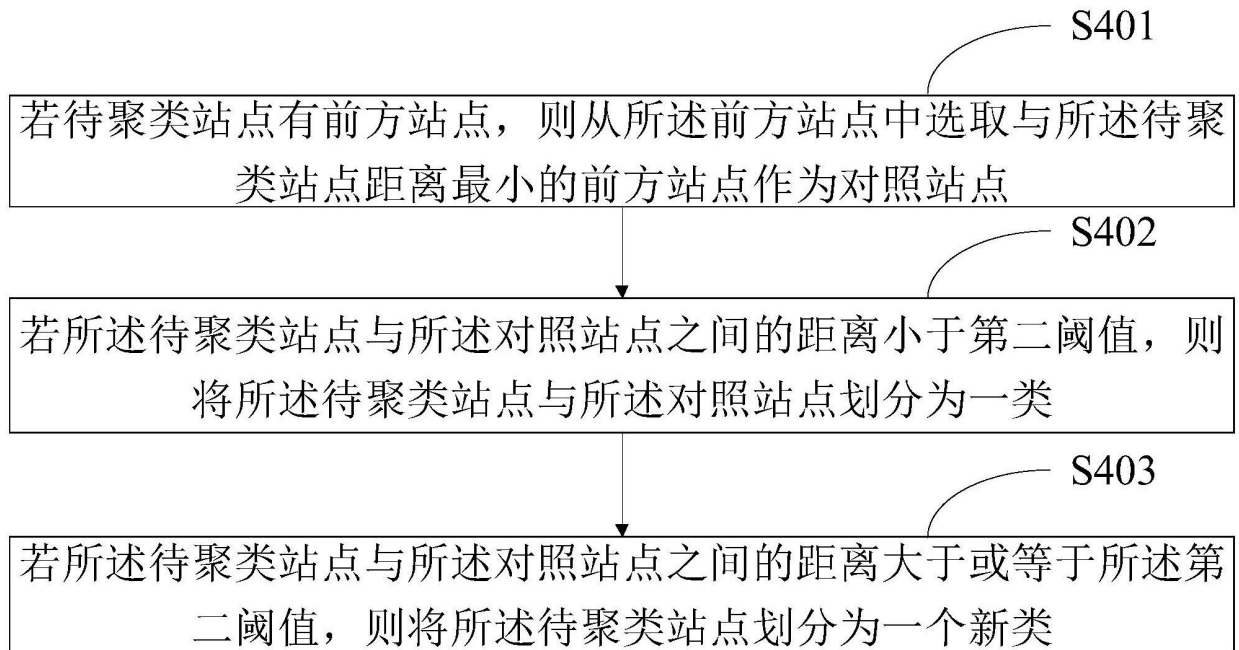 S401
若待聚类站点有前方站点，则从所述前方站点中选取与所述待聚
类站点距离最小的前方站点作为对照站点
S402
若所述待聚类站点与所述对照站点之间的距离小于第二阈值，则
将所述待聚类站点与所述对照站点划分为一类
S403
若所述待聚类站点与所述对照站点之间的距离大于或等于所述第
二阈值，则将所述待聚类站点划分为一个新类